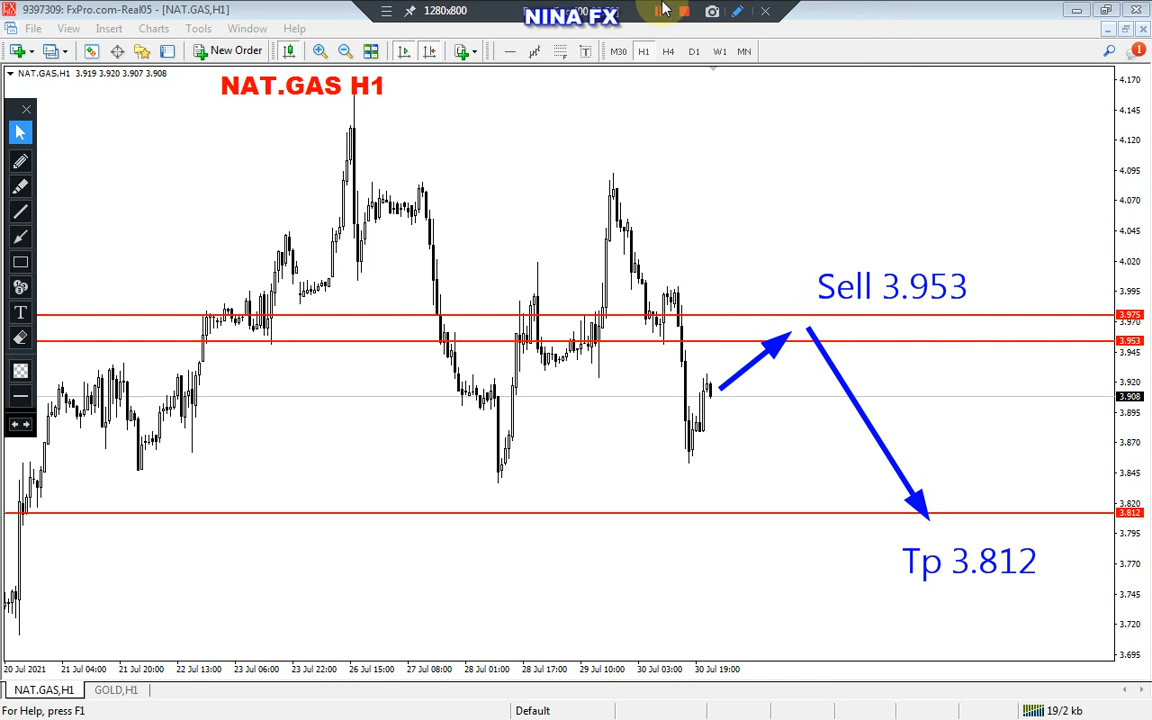 9397309: FxPro.com-Real05 - [NAT.GAS,H1]
1280x800
NINA FX
File View Insert Charts Tools Window Help
New Order
M30 H1 H4 D1 W1 MN
1
NAT.GAS,H1 3.919 3.920 3.907 3.908
NAT.GAS H1
4.170
4.145
4.120
4.095
4.070
4.045
4.020
3.995
3.975
3.970
3.953
3.945
3.920
3.908
3.895
3.870
3.845
3.820
3.812
3.795
3.770
3.745
3.720
3.695
Sell 3.953
Tp 3.812
T
20 Jul 2021 21 Jul 04:00 21 Jul 20:00 22 Jul 13:00 23 Jul 06:00 23 Jul 22:00 26 Jul 15:00 27 Jul 08:00 28 Jul 01:00 28 Jul 17:00 29 Jul 10:00 30 Jul 03:00 30 Jul 19:00
NAT.GAS,H1 GOLD,H1
For Help, press F1 Default 19/2 kb